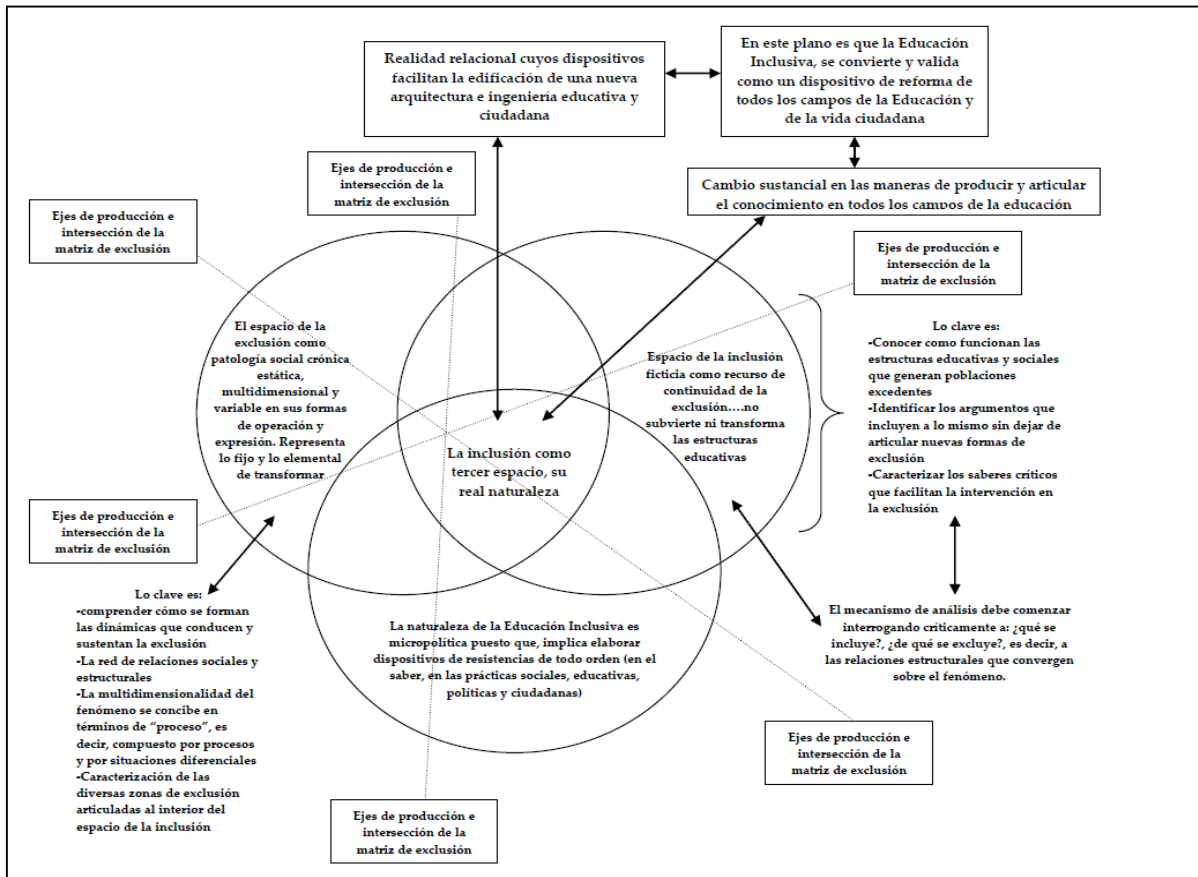 Realidad relacional cuyos dispositivos
facilitan la edificación de una nueva
arquitectura e ingeniería educativa y
ciudadana
En este plano es que la Educación
Inclusiva, se convierte y valida
como un dispositivo de reforma de
todos los campos de la Educación y
de la vida ciudadana
Cambio sustancial en las maneras de producir y articular
el conocimiento en todos los campos de la educación
Ejes de producción e
intersección de la
matriz de exclusión
Ejes de producción e
intersección de la
matriz de exclusión
Ejes de producción e
intersección de la
matriz de exclusión
El espacio de la
exclusión como
patología social crónica
estática,
multidimensional y
variable en sus formas
de operación y
expresión. Representa
lo fijo y lo elemental
de transformar
Espacio de la inclusión
ficticia como recurso de
continuidad de la
exclusión....no
subvierte ni transforma
las estructuras
educativas
La inclusión como
tercer espacio, su
real naturaleza
Lo clave es:
-Conocer como funcionan las
estructuras educativas y sociales
que generan poblaciones
excedentes
-Identificar los argumentos que
incluyen a lo mismo sin dejar de
articular nuevas formas de
exclusión
-Caracterizar los saberes críticos
que facilitan la intervención en
la exclusión
Ejes de producción e
intersección de la
matriz de exclusión
Lo clave es:
-comprender cómo se forman
las dinámicas que conducen y
sustentan la exclusión
-La red de relaciones sociales y
estructurales
-La multidimensionalidad del
fenómeno se concibe en
términos de “proceso”, es
decir, compuesto por procesos
y por situaciones diferenciales
-Caracterización de las
diversas zonas de exclusión
articuladas al interior del
espacio de la inclusión
La naturaleza de la Educación Inclusiva es
micropolítica puesto que, implica elaborar
dispositivos de resistencias de todo orden (en el
saber, en las prácticas sociales, educativas,
políticas y ciudadanas)
El mecanismo de análisis debe comenzar
interrogando críticamente a: ¿qué se
incluye?, ¿de qué se excluye?, es decir, a
las relaciones estructurales que convergen
sobre el fenómeno.
Ejes de producción e
intersección de la
matriz de exclusión
Ejes de producción e
intersección de la
matriz de exclusión